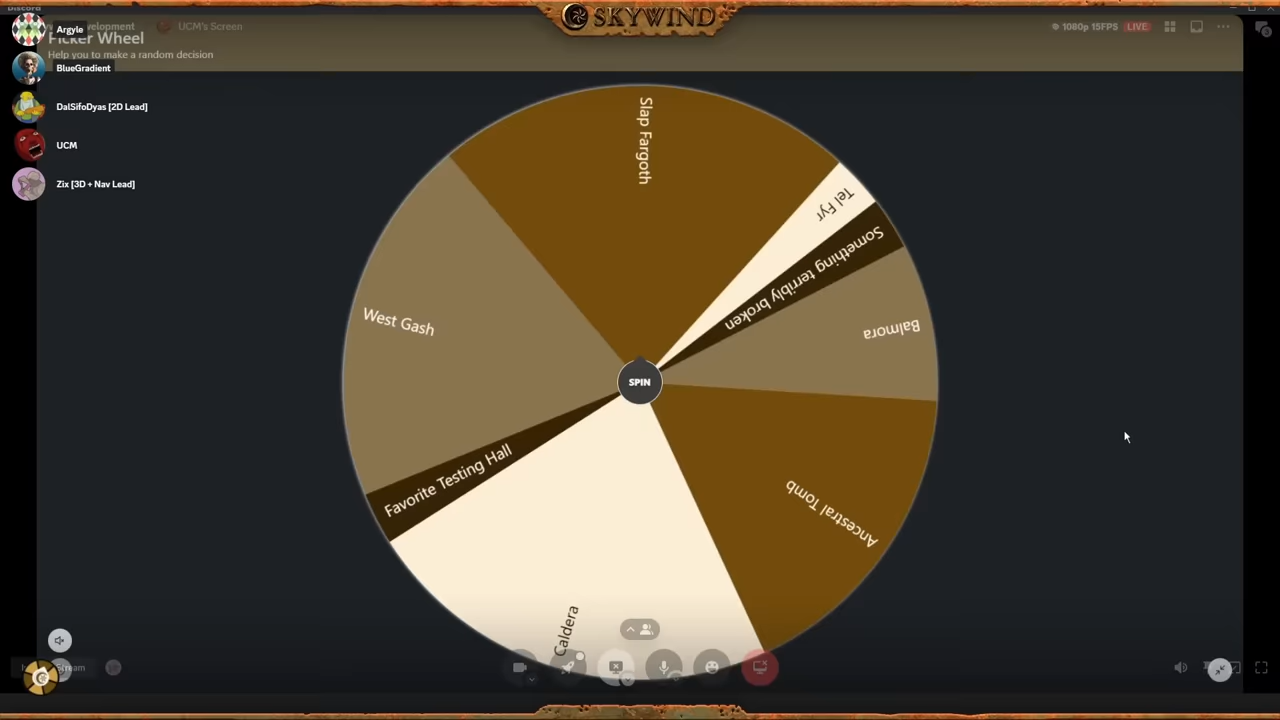 Discord
SKYWIND
Argyle
UCM's Screen
1080p 15FPS
LIVE
Picker Wheel
Help you to make a random decision
BlueGradient
DalSifoDyas [2D Lead]
UCM
Zix [3D + Nav Lead]
Slap Fargoth
Tel Fyr
Something terribly broken
Balmora
West Gash
SPIN
Favorite Testing Hall
Ancestral Tomb
Caldera